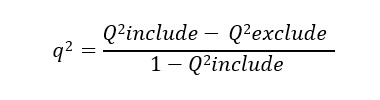 q² = (Q²include − Q²exclude) / (1 − Q²include)